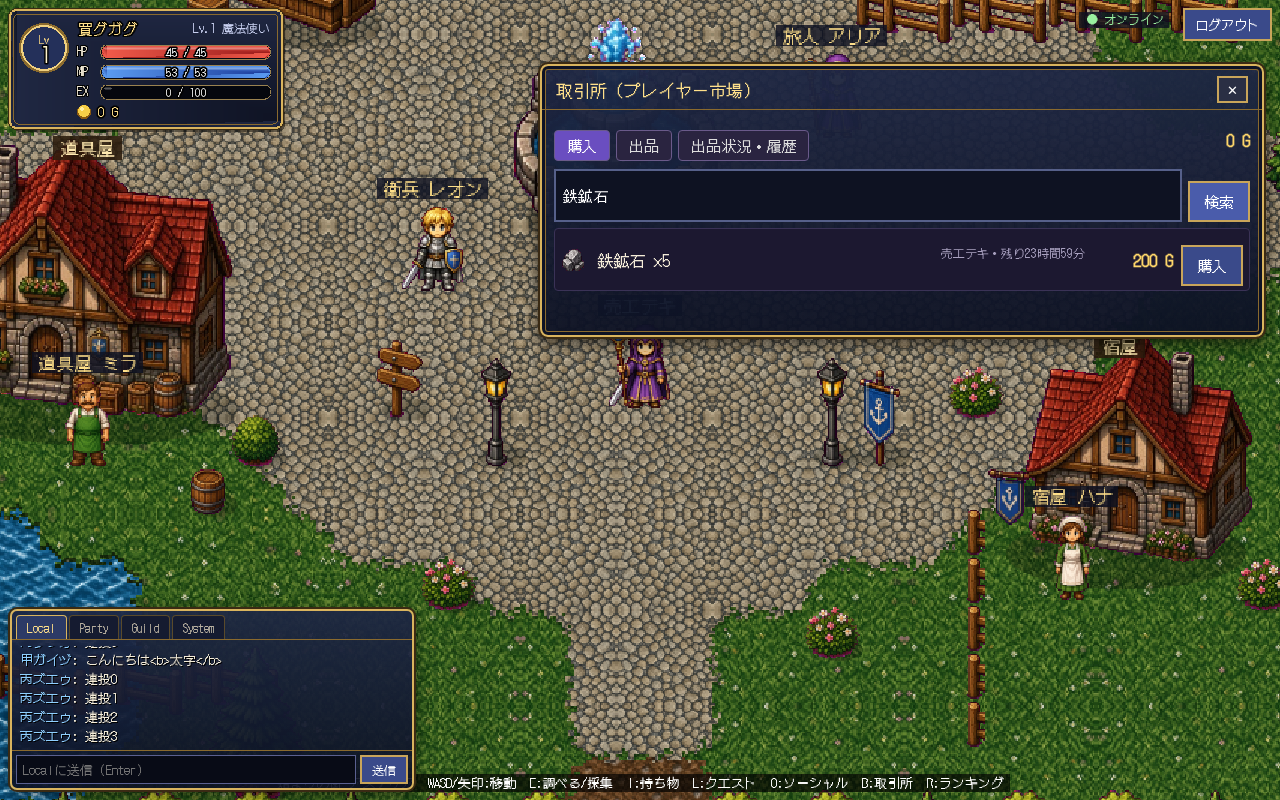 Lv
1
買グガグ Lv.1 魔法使い
HP 45 / 45
MP 53 / 53
EX 0 / 100
0 G
旅人 アリア
オンライン
ログアウト
取引所（プレイヤー市場）
×
購入 出品 出品状況・履歴 0 G
鉄鉱石 検索
鉄鉱石 x5 売エテキ・残り23時間59分 200 G 購入
売エテキ
道具屋
衛兵 レオン
道具屋 ミラ
宿屋
宿屋 ハナ
Local Party Guild System
甲ガイヅ: こんにちは<b>太字</b>
丙ズエゥ: 連投0
丙ズエゥ: 連投1
丙ズエゥ: 連投2
丙ズエゥ: 連投3
Localに送信 (Enter) 送信
WASD/矢印:移動 E:調べる/採集 I:持ち物 L:クエスト O:ソーシャル B:取引所 R:ランキング